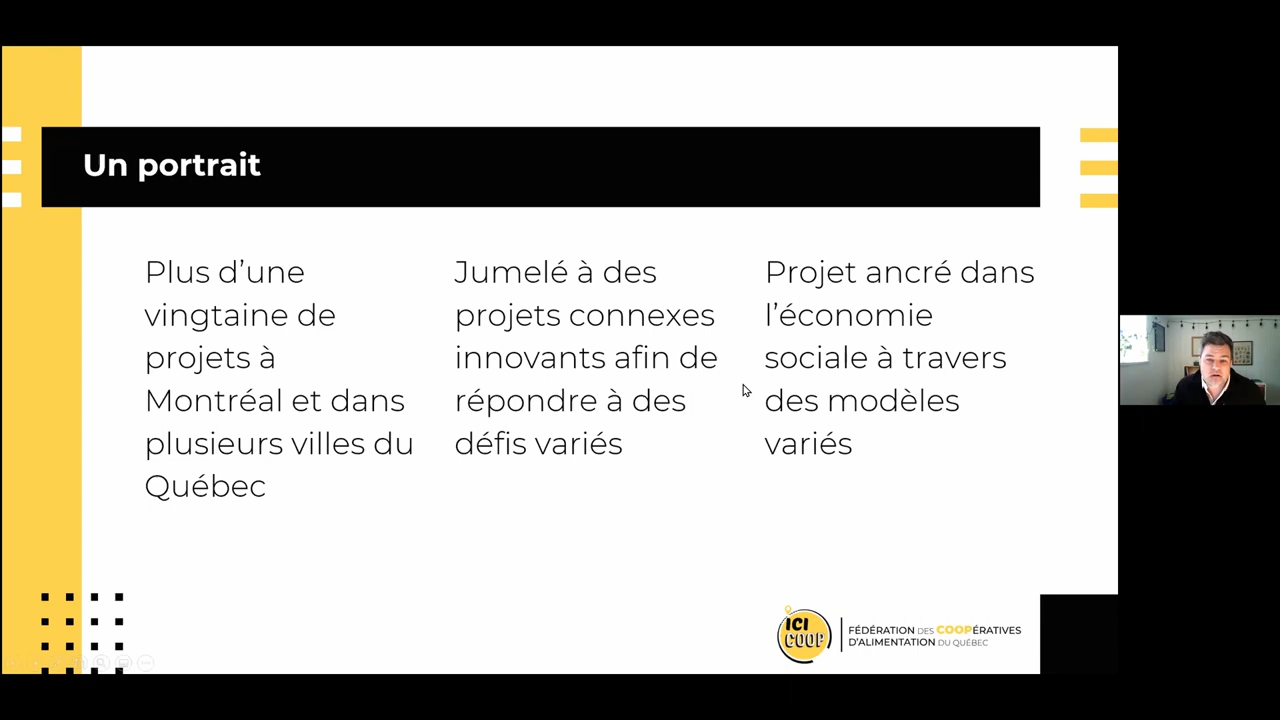 Un portrait
Plus d’une
vingtaine de
projets à
Montréal et dans
plusieurs villes du
Québec
Jumelé à des
projets connexes
innovants afin de
répondre à des
défis variés
Projet ancré dans
l’économie
sociale à travers
des modèles
variés
ICI
COOP
FÉDÉRATION DES COOPÉRATIVES
D’ALIMENTATION DU QUÉBEC